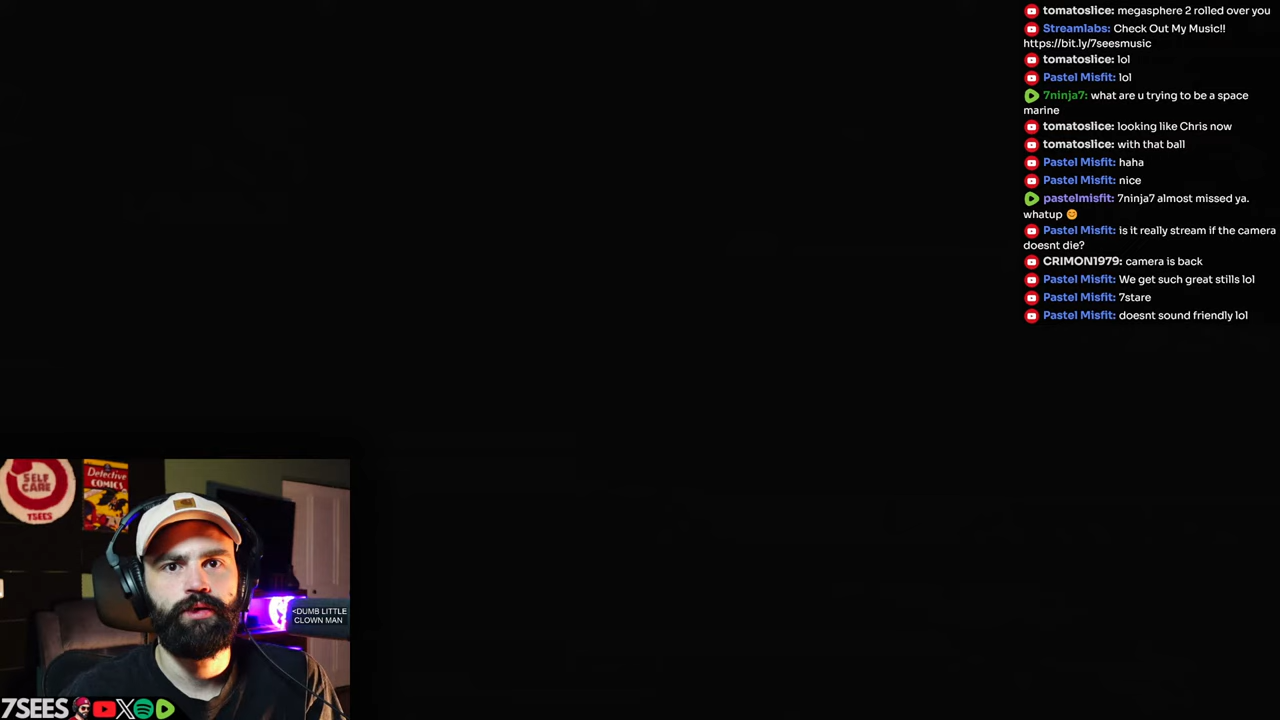 tomatoslice: megasphere 2 rolled over you
Streamlabs: Check Out My Music!!
https://bit.ly/7seesmusic
tomatoslice: lol
Pastel Misfit: lol
7ninja7: what are u trying to be a space
marine
tomatoslice: looking like Chris now
tomatoslice: with that ball
Pastel Misfit: haha
Pastel Misfit: nice
pastelmisfit: 7ninja7 almost missed ya.
whatup 😊
Pastel Misfit: is it really stream if the camera
doesnt die?
CRIMON1979: camera is back
Pastel Misfit: We get such great stills lol
Pastel Misfit: 7stare
Pastel Misfit: doesnt sound friendly lol
SELF
CARE
7SEES
Detective
COMICS
<DUMB LITTLE
CLOWN MAN
7SEES